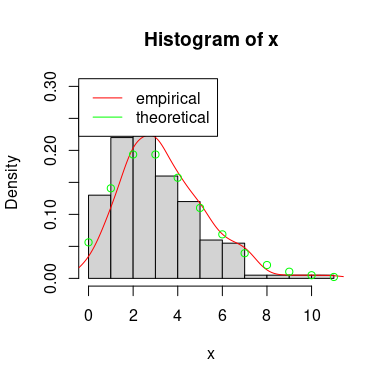 Histogram of x
empirical
theoretical
Density
0.00 0.10 0.20 0.30
0 2 4 6 8 10
x